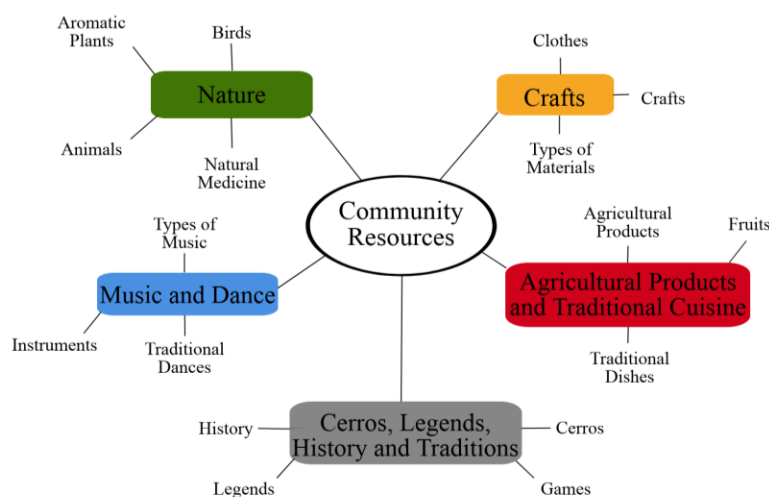 Aromatic
Plants
Birds
Nature
Animals
Natural
Medicine
Clothes
Crafts
Crafts
Types of
Materials
Community
Resources
Types of
Music
Music and Dance
Instruments
Traditional
Dances
Agricultural
Products
Fruits
Agricultural Products
and Traditional Cuisine
Traditional
Dishes
History
Cerros, Legends,
History and Traditions
Cerros
Legends
Games